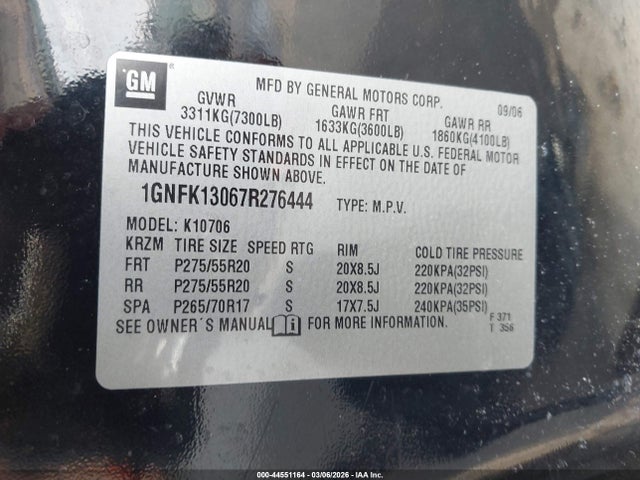 GM
MFD BY GENERAL MOTORS CORP. 09/06
GVWR GAWR FRT GAWR RR
3311KG(7300LB) 1633KG(3600LB) 1860KG(4100LB)
THIS VEHICLE CONFORMS TO ALL APPLICABLE U.S. FEDERAL MOTOR
VEHICLE SAFETY STANDARDS IN EFFECT ON THE DATE OF
MANUFACTURE SHOWN ABOVE.
1GNFK13067R276444 TYPE: M.P.V.
MODEL: K10706
KRZM TIRE SIZE SPEED RTG RIM COLD TIRE PRESSURE
FRT P275/55R20 S 20X8.5J 220KPA(32PSI)
RR P275/55R20 S 20X8.5J 220KPA(32PSI)
SPA P265/70R17 S 17X7.5J 240KPA(35PSI)
SEE OWNER´S MANUAL FOR MORE INFORMATION. F 371
T 356
000-44551164 - 03/06/2026 - IAA Inc.